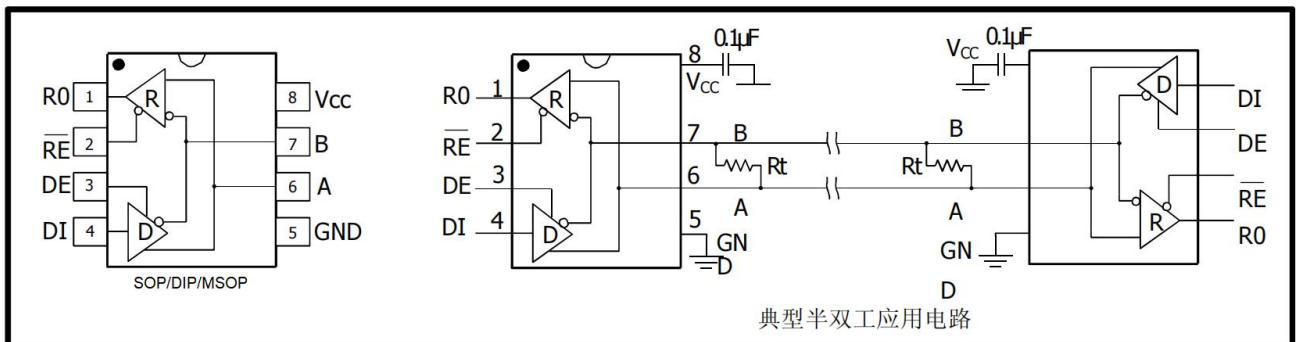 R0 1
RE 2
DE 3
DI 4
R
D
8 Vcc
7 B
6 A
5 GND
SOP/DIP/MSOP
R0 1
RE 2
DE 3
DI 4
R
D
8
VCC
0.1μF
7 B
Rt
6
A
5
GN
D
VCC 0.1μF
B
Rt
A
GN
D
D
R
DI
DE
RE
R0
典型半双工应用电路